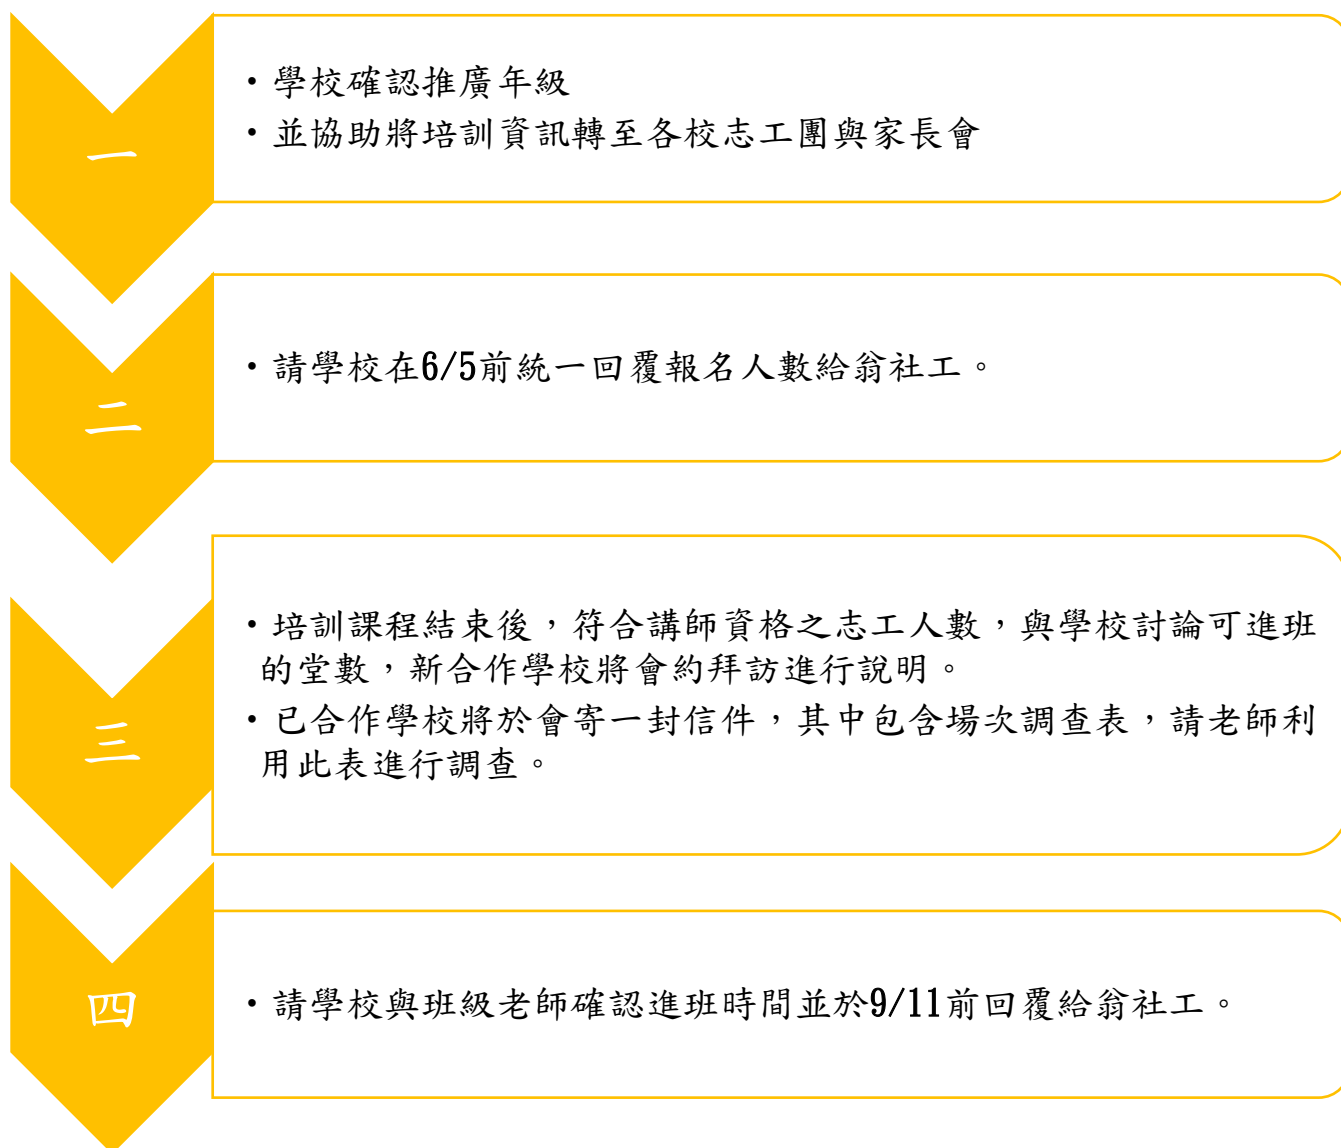 一
・學校確認推廣年級
・並協助將培訓資訊轉至各校志工團與家長會
二
・請學校在6/5前統一回覆報名人數給翁社工。
三
・培訓課程結束後，符合講師資格之志工人數，與學校討論可進班
的堂數，新合作學校將會約拜訪進行說明。
・已合作學校將於會寄一封信件，其中包含場次調查表，請老師利
用此表進行調查。
四
・請學校與班級老師確認進班時間並於9/11前回覆給翁社工。